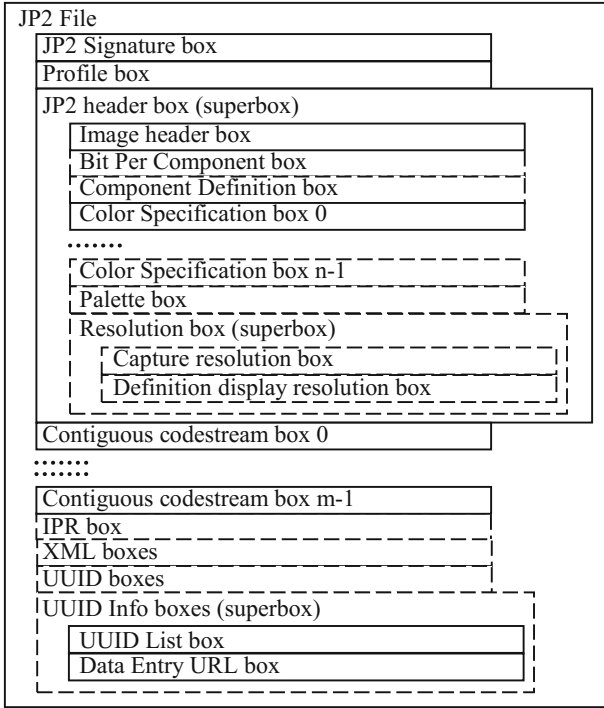 JP2 File
JP2 Signature box
Profile box
JP2 header box (superbox)
Image header box
Bit Per Component box
Component Definition box
Color Specification box 0
.......
Color Specification box n-1
Palette box
Resolution box (superbox)
Capture resolution box
Definition display resolution box
Contiguous codestream box 0
:::::::
Contiguous codestream box m-1
IPR box
XML boxes
UUID boxes
UUID Info boxes (superbox)
UUID List box
Data Entry URL box